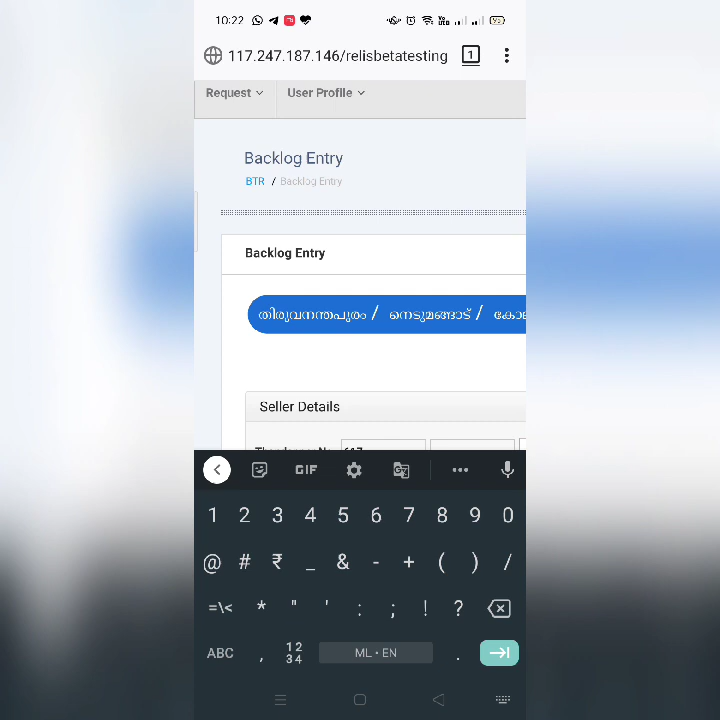 10:22
95
117.247.187.146/relisbetatesting
1
Request
User Profile
Backlog Entry
BTR / Backlog Entry
Backlog Entry
തിരുവനന്തപുരം / നെടുമങ്ങാട് /
Seller Details
GIF
1 2 3 4 5 6 7 8 9 0
@ # ₹ _ & - + ( ) /
=\< * " ' : ; ! ?
ABC , 12 34 ML • EN .